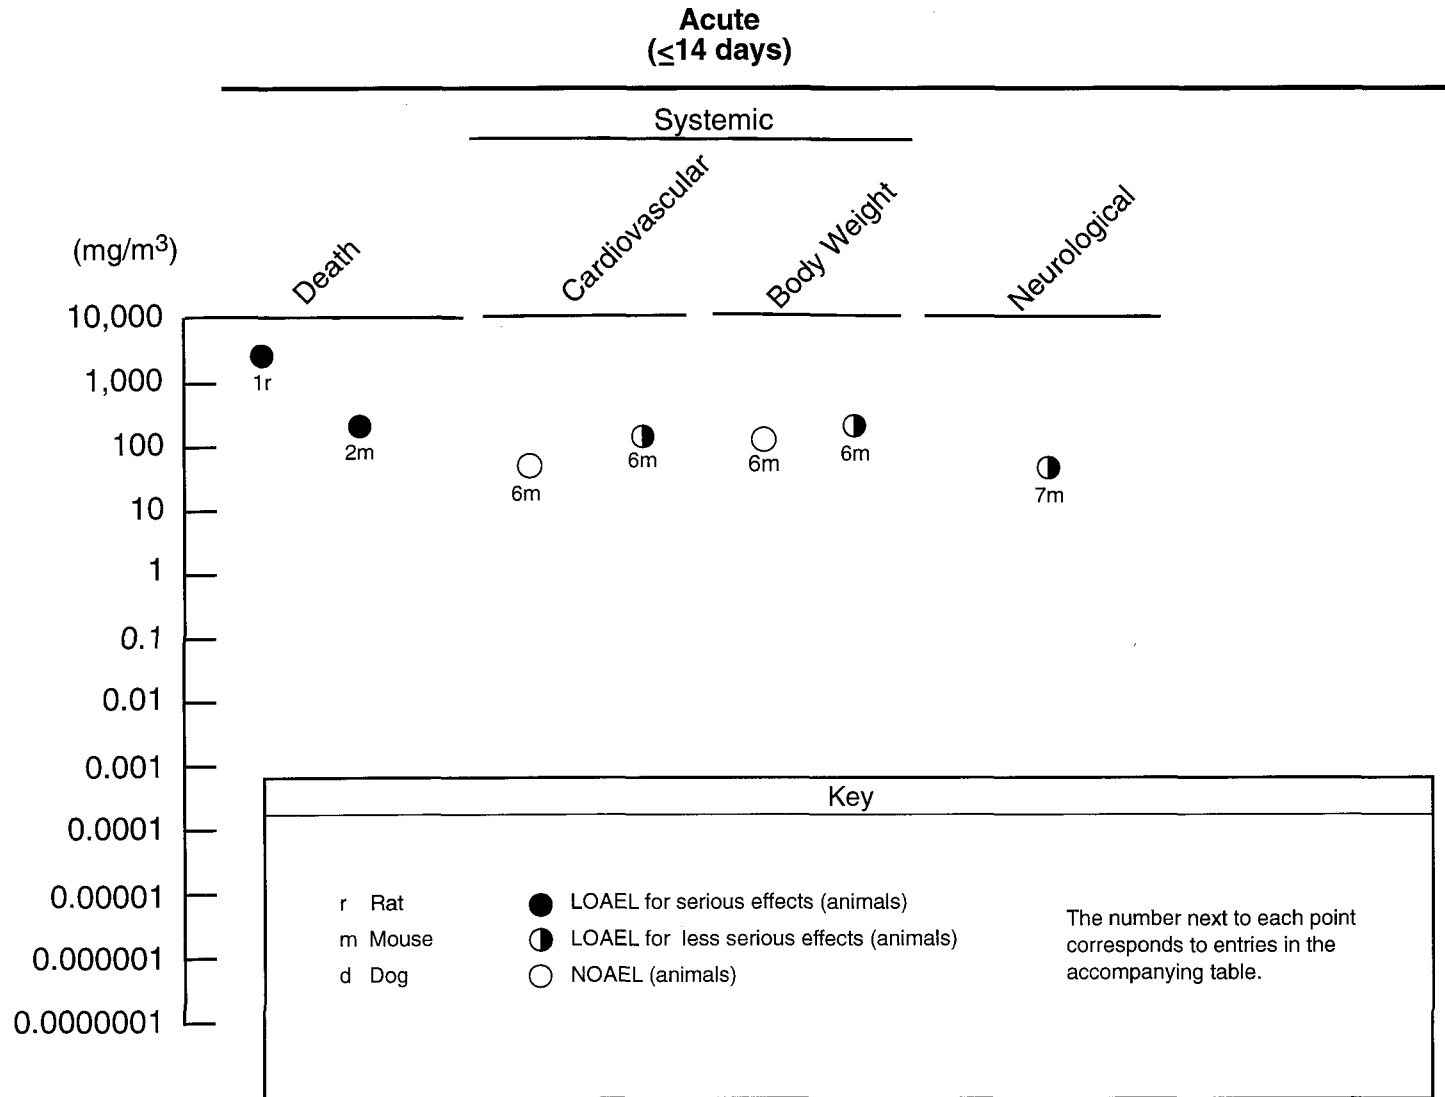 Acute
(≤14 days)
Systemic
Death
Cardiovascular
Body Weight
Neurological
(mg/m³)
10,000
1,000
100
10
1
0.1
0.01
0.001
0.0001
0.00001
0.000001
0.0000001
1r
2m
6m
6m
6m
6m
7m
Key
r Rat
m Mouse
d Dog
LOAEL for serious effects (animals)
LOAEL for less serious effects (animals)
NOAEL (animals)
The number next to each point
corresponds to entries in the
accompanying table.